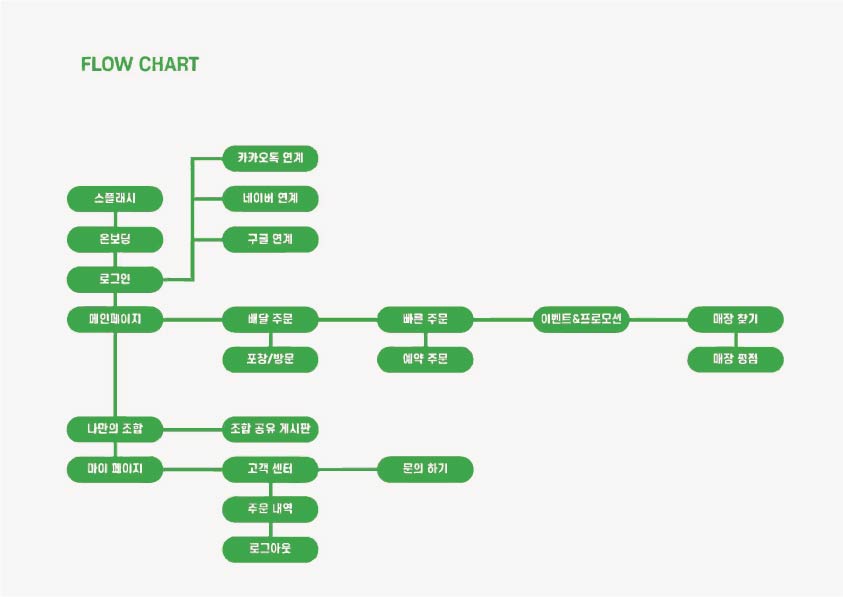 FLOW CHART
카카오톡 연계
스플래시
네이버 연계
온보딩
구글 연계
로그인
메인페이지
배달 주문
빠른 주문
이벤트&프로모션
매장 찾기
포장/방문
예약 주문
매장 평점
나만의 조합
조합 공유 게시판
마이 페이지
고객 센터
문의 하기
주문 내역
로그아웃